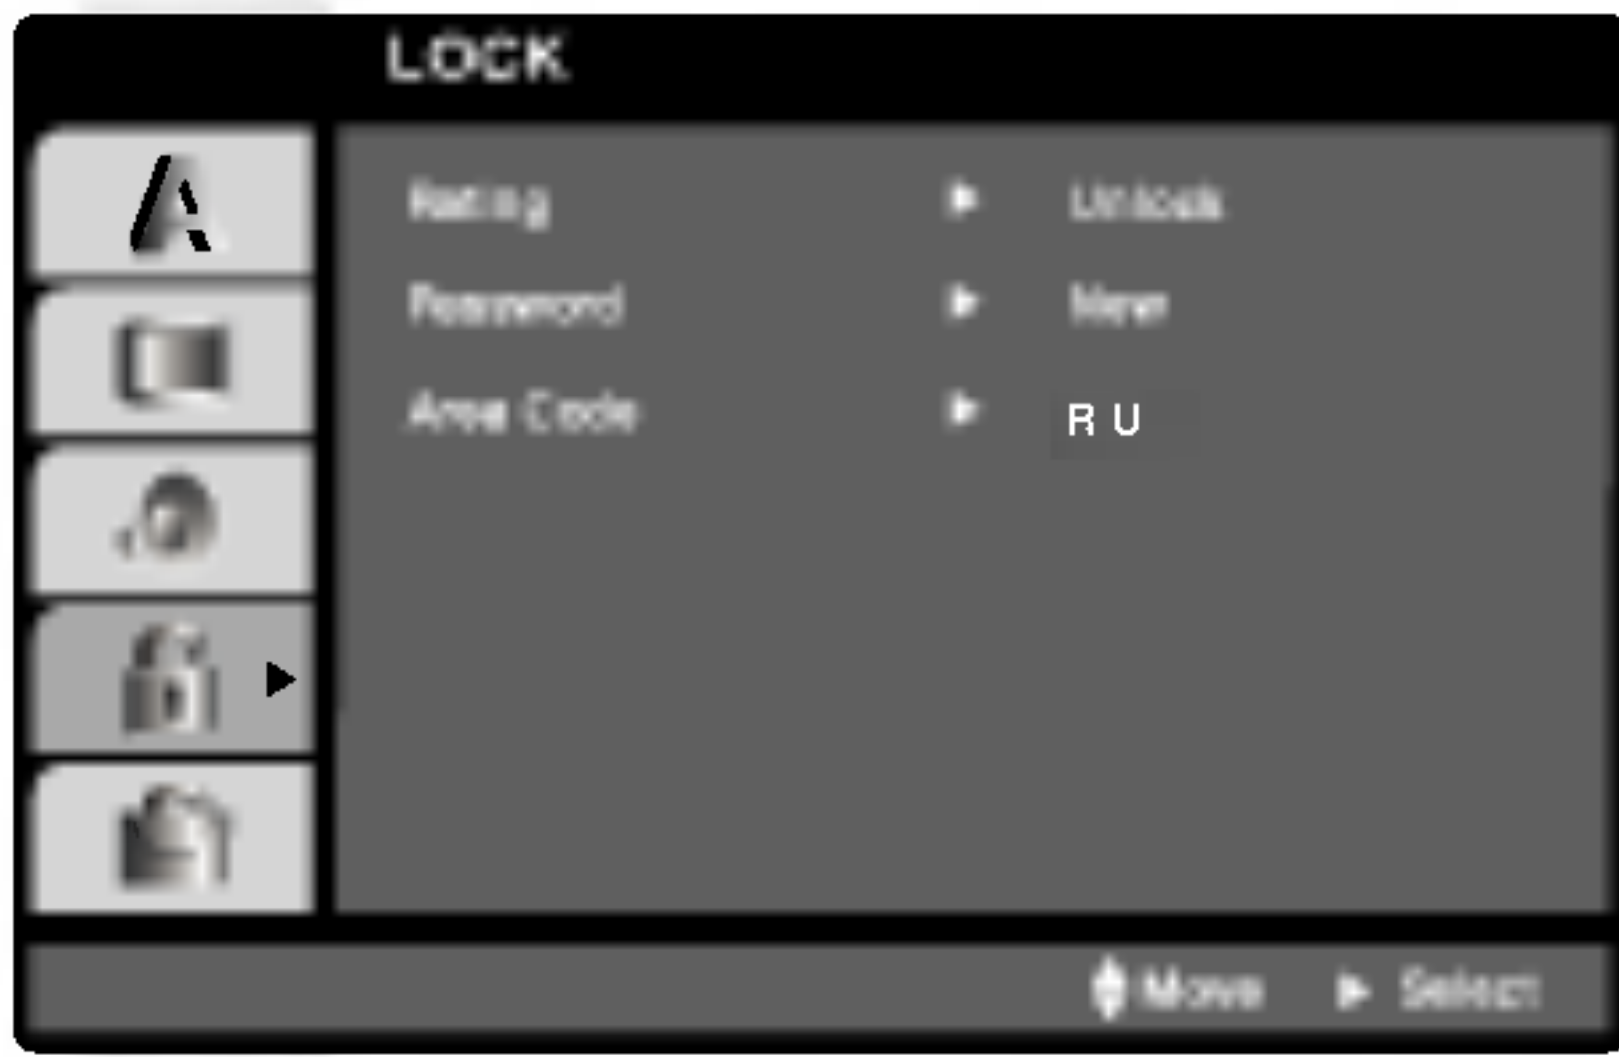 LOCK
Rating Unlock
Password New
Area Code R U
Move Select